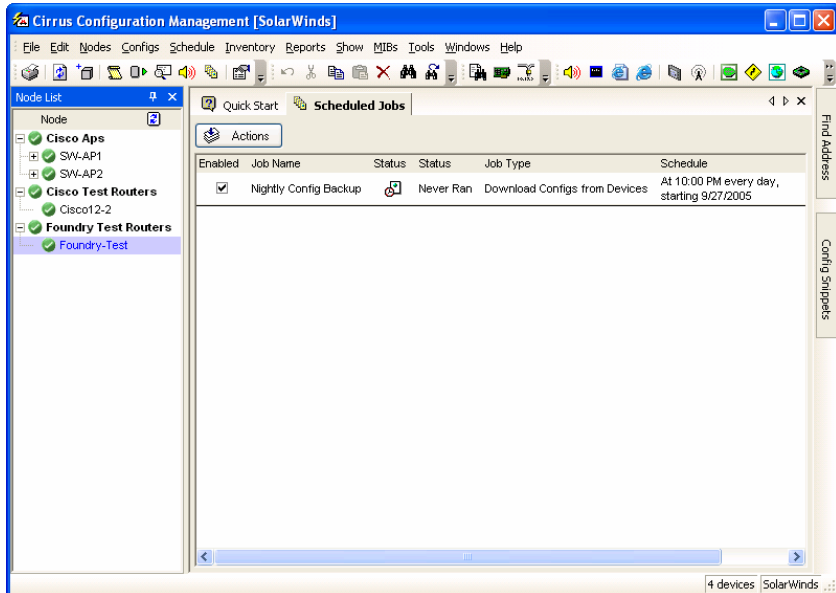 Cirrus Configuration Management [SolarWinds]
File Edit Nodes Configs Schedule Inventory Reports Show MIBs Tools Windows Help
Node List
Node
Cisco Aps
SW-AP1
SW-AP2
Cisco Test Routers
Cisco12-2
Foundry Test Routers
Foundry-Test
Quick Start Scheduled Jobs
Actions
Enabled Job Name Status Status Job Type Schedule
Nightly Config Backup Never Ran Download Configs from Devices At 10:00 PM every day,
starting 9/27/2005
Find Address
Config Snippets
4 devices SolarWinds